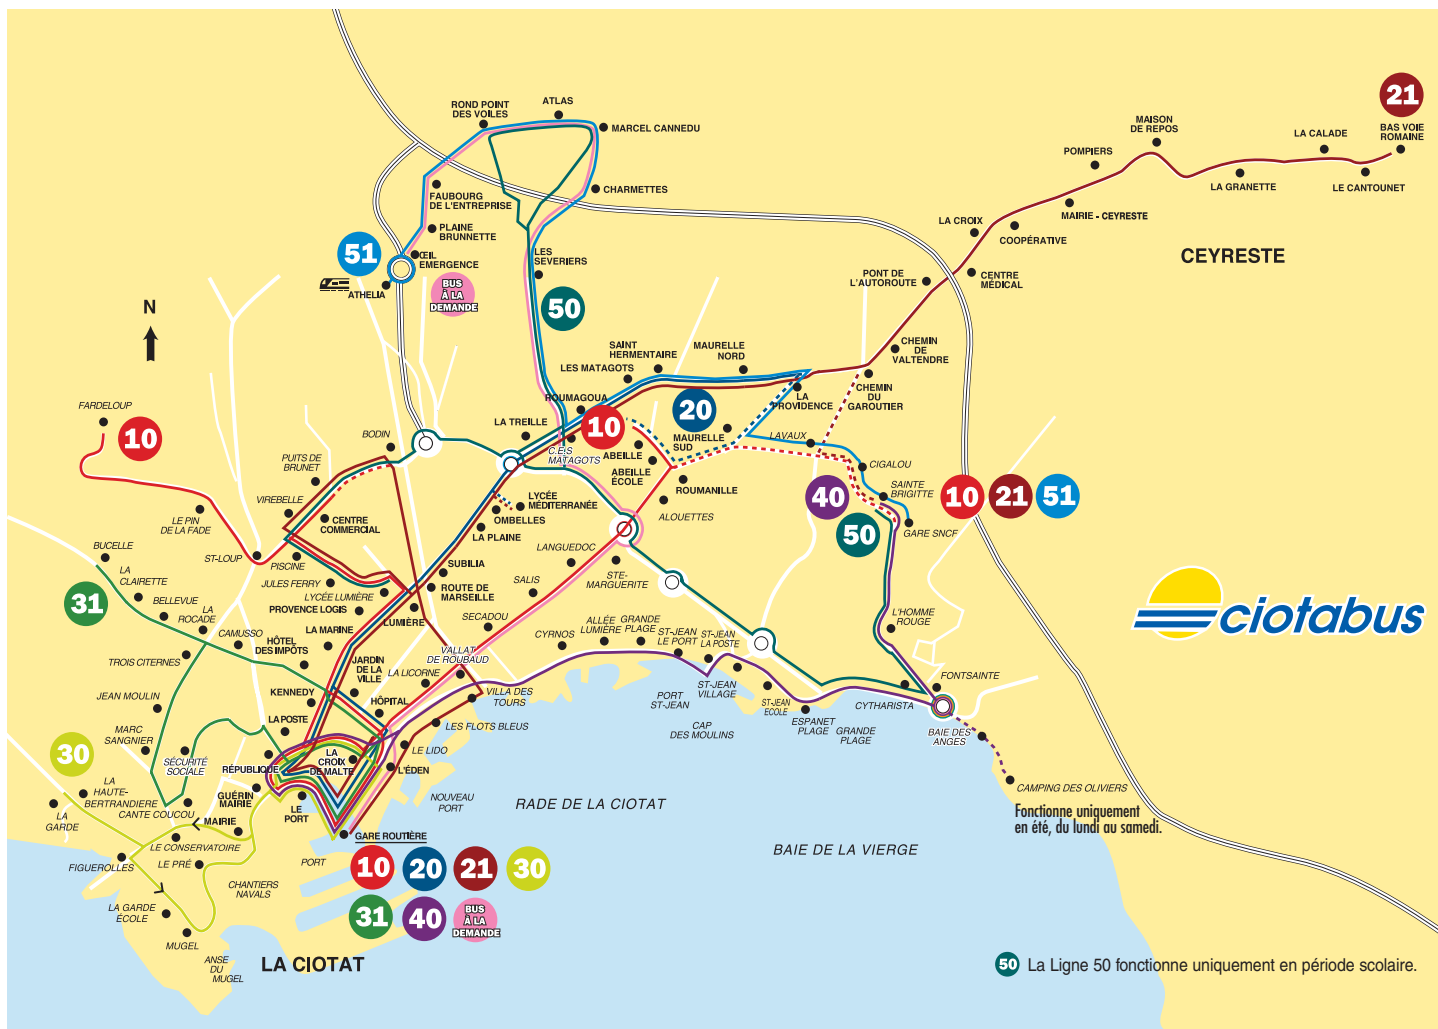 ROND POINT
DES VOILES
ATLAS
MARCEL CANNEDU
CHARMETTES
FAUBOURG
DE L'ENTREPRISE
PLAINE
BRUNNETTE
ŒIL
EMERGENCE
51
ATHELIA
BUS
À LA
DEMANDE
LES
SEVERIERS
50
21
BAS VOIE
ROMAINE
LA CALADE
LE CANTOUNET
LA GRANETTE
MAISON
DE REPOS
POMPIERS
MAIRIE - CEYRESTE
COOPÉRATIVE
LA CROIX
CENTRE
MÉDICAL
PONT DE
L'AUTOROUTE
CEYRESTE
CHEMIN
DE
VALTENDRE
CHEMIN
DU
GAROUTIER
N
SAINT
HERMENTAIRE
MAURELLE
NORD
LES MATAGOTS
ROUMAGOUA
LA
PROVIDENCE
20
10
MAURELLE
SUD
LA TREILLE
C.E.S
MATAGOTS
ABEILLE
ABEILLE
ÉCOLE
ROUMANILLE
ALOUETTES
LAVAUX
CIGALOU
SAINTE
BRIGITTE
GARE SNCF
40
50
10
21
51
FARDELOUP
10
BODIN
PUITS DE
BRUNET
VIREBELLE
LE PIN
DE LA FADE
CENTRE
COMMERCIAL
LYCÉE
MÉDITERRANÉE
OMBELLES
LA PLAINE
BUCELLE
LA
CLAIRETTE
BELLEVUE
LA
ROCADE
ST-LOUP
PISCINE
JULES FERRY
LYCÉE LUMIÈRE
PROVENCE LOGIS
LUMIÈRE
SUBILIA
ROUTE DE
MARSEILLE
LANGUEDOC
SALIS
SECADOU
STE-
MARGUERITE
31
CAMUSSO
TROIS CITERNES
HÔTEL
DES IMPÔTS
LA MARINE
JARDIN
DE LA
VILLE
KENNEDY
LA POSTE
HÔPITAL
LA LICORNE
VALLAT
DE ROUBAUD
VILLA DES
TOURS
CYRNOS
ALLÉE
LUMIÈRE
GRANDE
PLAGE
ST-JEAN
LE PORT
ST-JEAN
LA POSTE
ST-JEAN
VILLAGE
ST-JEAN
ECOLE
ESPANET
PLAGE
GRANDE
PLAGE
PORT
ST-JEAN
CAP
DES MOULINS
L'HOMME
ROUGE
FONTSAINTE
CYTHARISTA
BAIE DES
ANGES
CAMPING DES OLIVIERS
Fonctionne uniquement
en été, du lundi au samedi.
ciotabus
JEAN MOULIN
MARC
SANGNIER
30
SÉCURITÉ
SOCIALE
LA
HAUTE-
BERTRANDIERE
CANTE COUCOU
LA
GARDE
RÉPUBLIQUE
GUÉRIN
MAIRIE
MAIRIE
LE
PORT
LA
CROIX
DE MALTE
L'ÉDEN
LE LIDO
LES FLOTS BLEUS
NOUVEAU
PORT
RADE DE LA CIOTAT
BAIE DE LA VIERGE
LE CONSERVATOIRE
LE PRÉ
FIGUEROLLES
CHANTIERS
NAVALS
LA GARDE
ÉCOLE
MUGEL
ANSE
DU
MUGEL
PORT
GARE ROUTIÈRE
10
20
21
30
31
40
BUS
À LA
DEMANDE
LA CIOTAT
50 La Ligne 50 fonctionne uniquement en période scolaire.